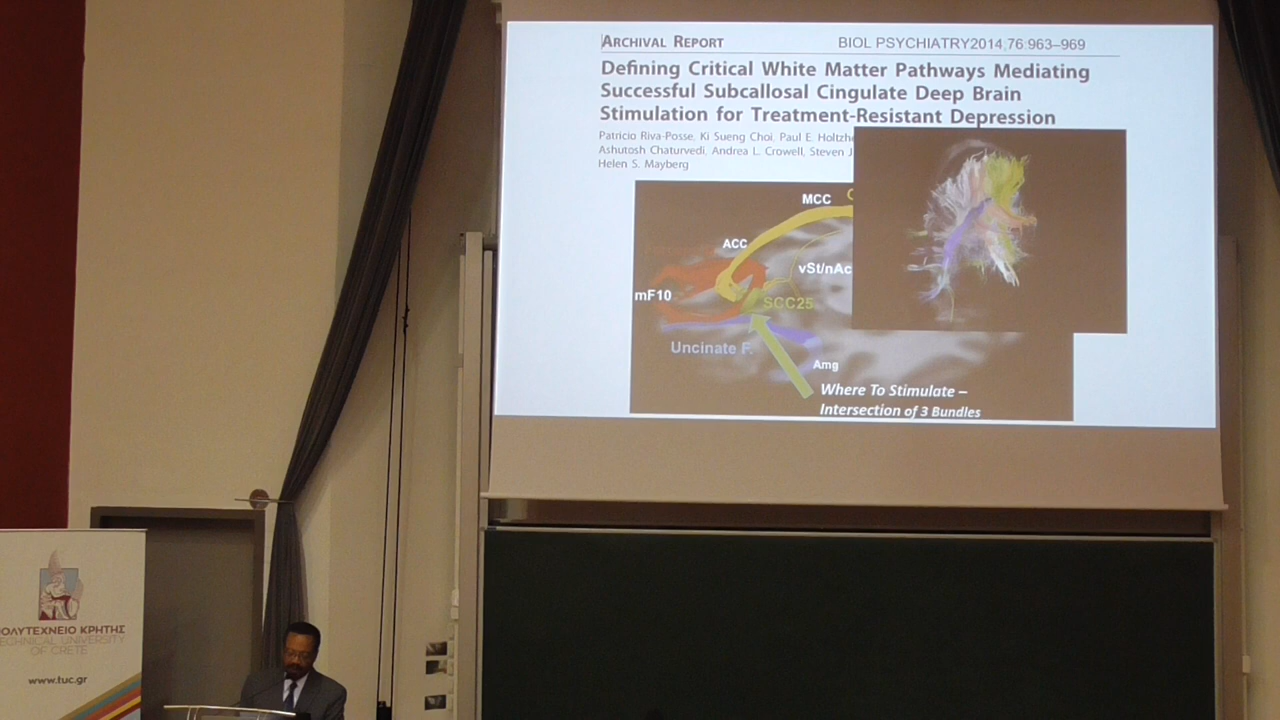 ARCHIVAL REPORT
BIOL PSYCHIATRY2014;76:963–969
Defining Critical White Matter Pathways Mediating
Successful Subcallosal Cingulate Deep Brain
Stimulation for Treatment-Resistant Depression
Patricio Riva-Posse, Ki Sueng Choi, Paul E. Holtzhe
Ashutosh Chaturvedi, Andrea L. Crowell, Steven J
Helen S. Mayberg
MCC
ACC
vSt/nAc
mF10
SCC25
Uncinate F.
Amg
Where To Stimulate –
Intersection of 3 Bundles
ΟΛΥΤΕΧΝΕΙΟ ΚΡΗΤΗΣ
ECHNICAL UNIVERSITY
OF CRETE
www.tuc.gr